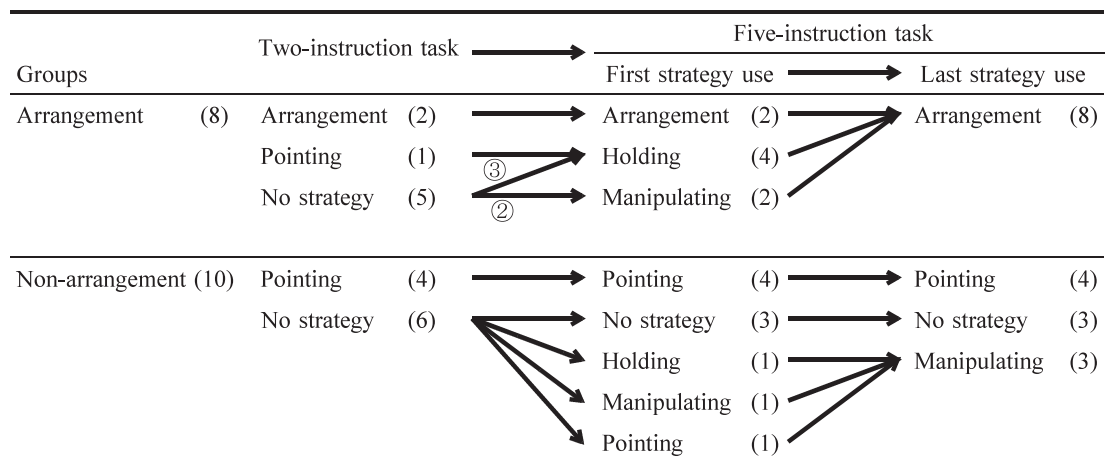 Two-instruction task Five-instruction task
Groups First strategy use Last strategy use
Arrangement (8) Arrangement (2) Arrangement (2) Arrangement (8)
Pointing (1) Holding (4)
③
No strategy (5) Manipulating (2)
②
Non-arrangement (10) Pointing (4) Pointing (4) Pointing (4)
No strategy (6) No strategy (3) No strategy (3)
Holding (1) Manipulating (3)
Manipulating (1)
Pointing (1)